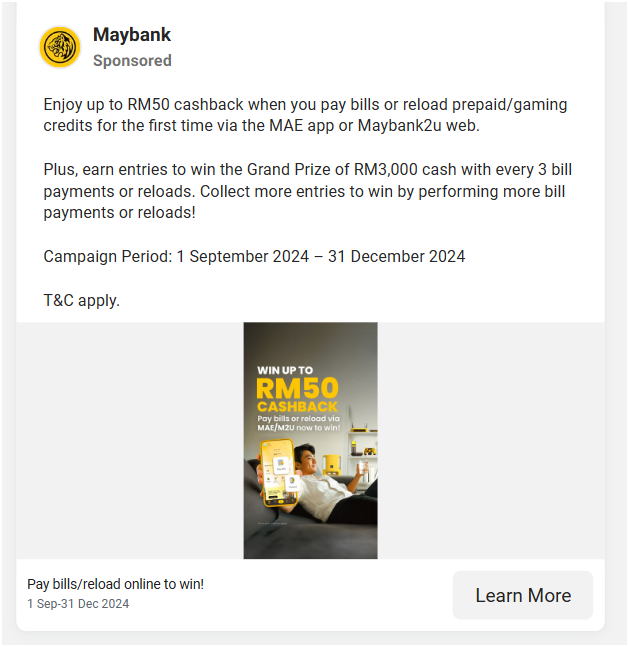 Maybank
Sponsored
Enjoy up to RM50 cashback when you pay bills or reload prepaid/gaming
credits for the first time via the MAE app or Maybank2u web.
Plus, earn entries to win the Grand Prize of RM3,000 cash with every 3 bill
payments or reloads. Collect more entries to win by performing more bill
payments or reloads!
Campaign Period: 1 September 2024 – 31 December 2024
T&C apply.
WIN UP TO
RM50
CASHBACK
Pay bills or reload via
MAE/M2U now to win!
Pay bills/reload online to win!
1 Sep-31 Dec 2024
Learn More